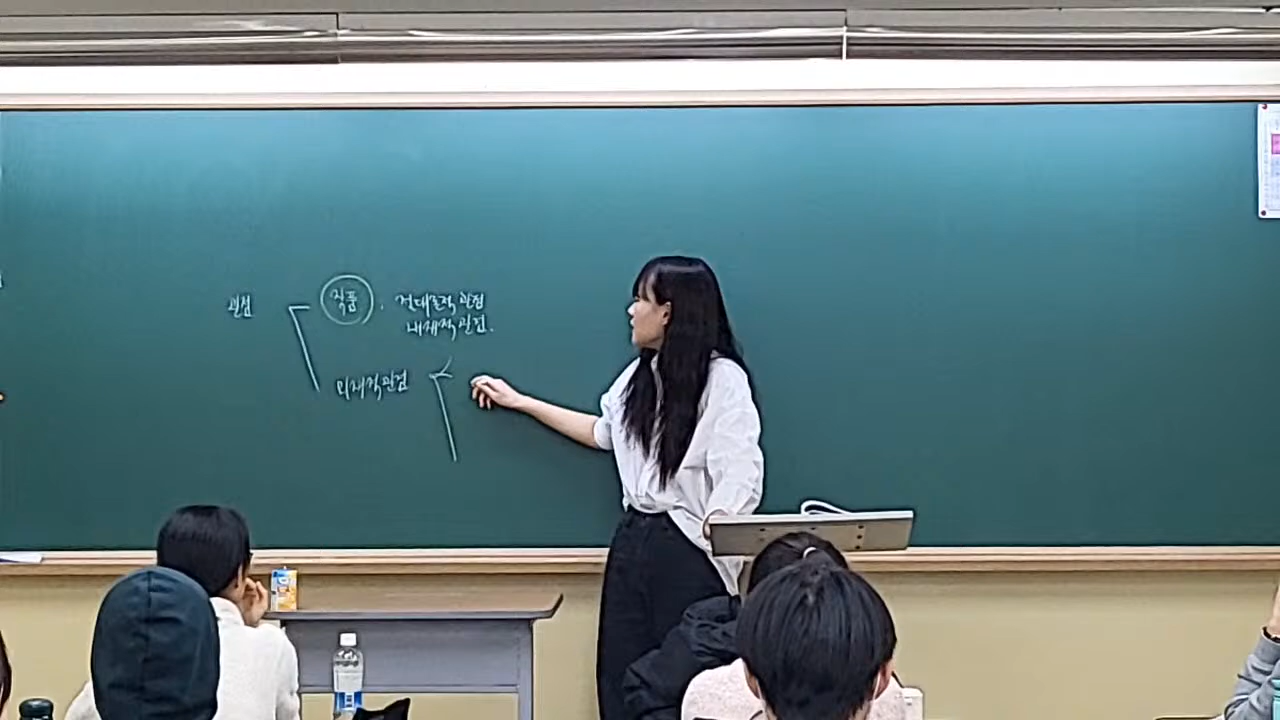 관점
작품. 절대론적 관점
내재적 관점.
외재적 관점